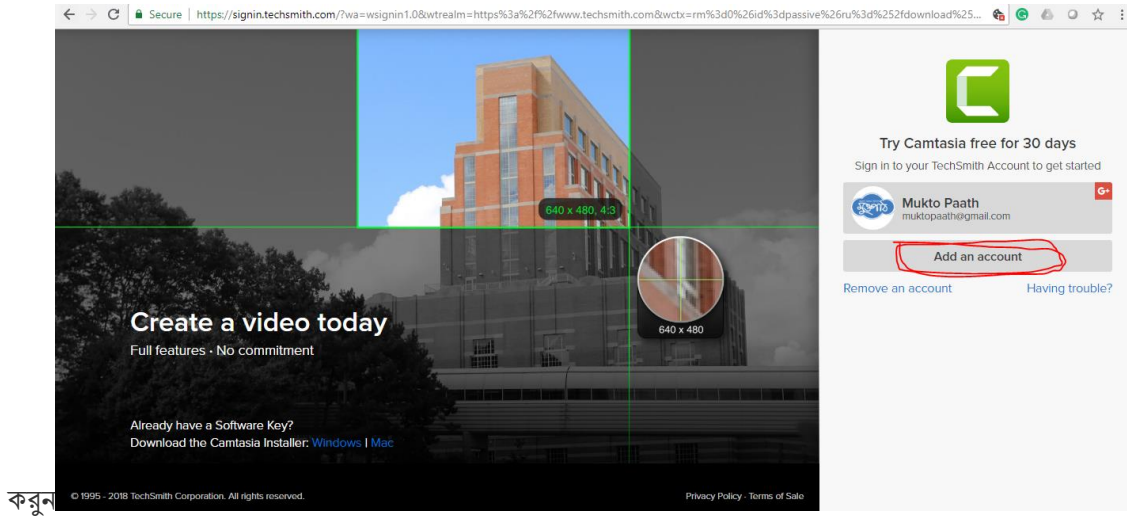 Secure | https://signin.techsmith.com/?wa=wsignin1.0&wtrealm=https%3a%2f%2fwww.techsmith.com&wctx=rm%3d0%26id%3dpassive%26ru%3d%252fdownload%25...
Try Camtasia free for 30 days
Sign in to your TechSmith Account to get started
মুক্তপাঠ
Mukto Paath
muktopaath@gmail.com
G+
Add an account
Remove an account
Having trouble?
640 x 480, 4:3
640 x 480
Create a video today
Full features · No commitment
Already have a Software Key?
Download the Camtasia Installer: Windows | Mac
করুন
© 1995 - 2018 TechSmith Corporation. All rights reserved.
Privacy Policy - Terms of Sale